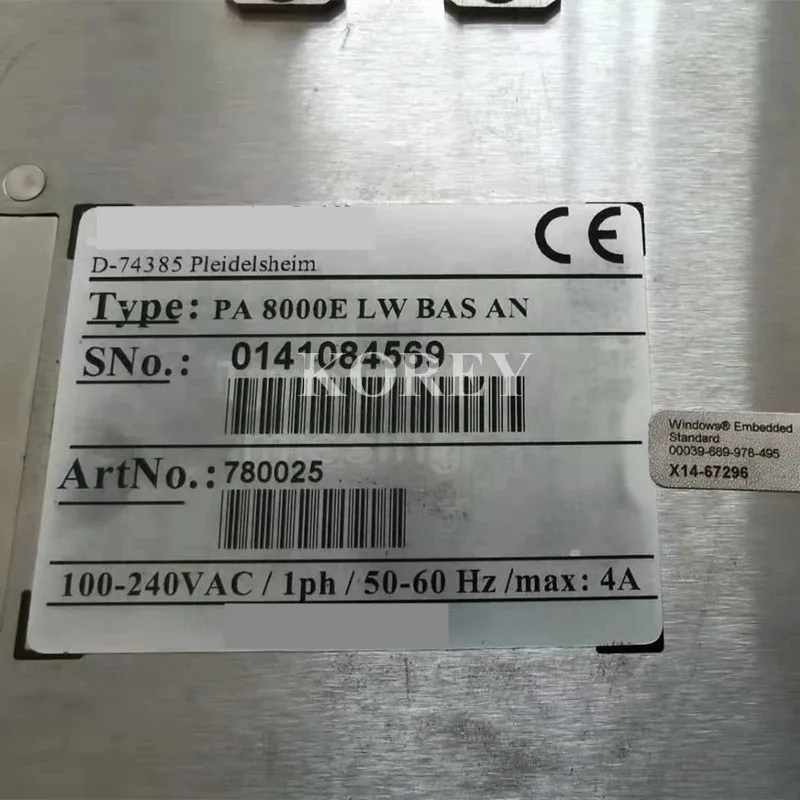 CE
D-74385 Pleidelsheim
Type: PA 8000E LW BAS AN
SNo.: 0141084569
KOREY
ArtNo.: 780025
100-240VAC / 1ph / 50-60 Hz /max: 4A
Windows® Embedded
Standard
00039-689-978-495
X14-67296